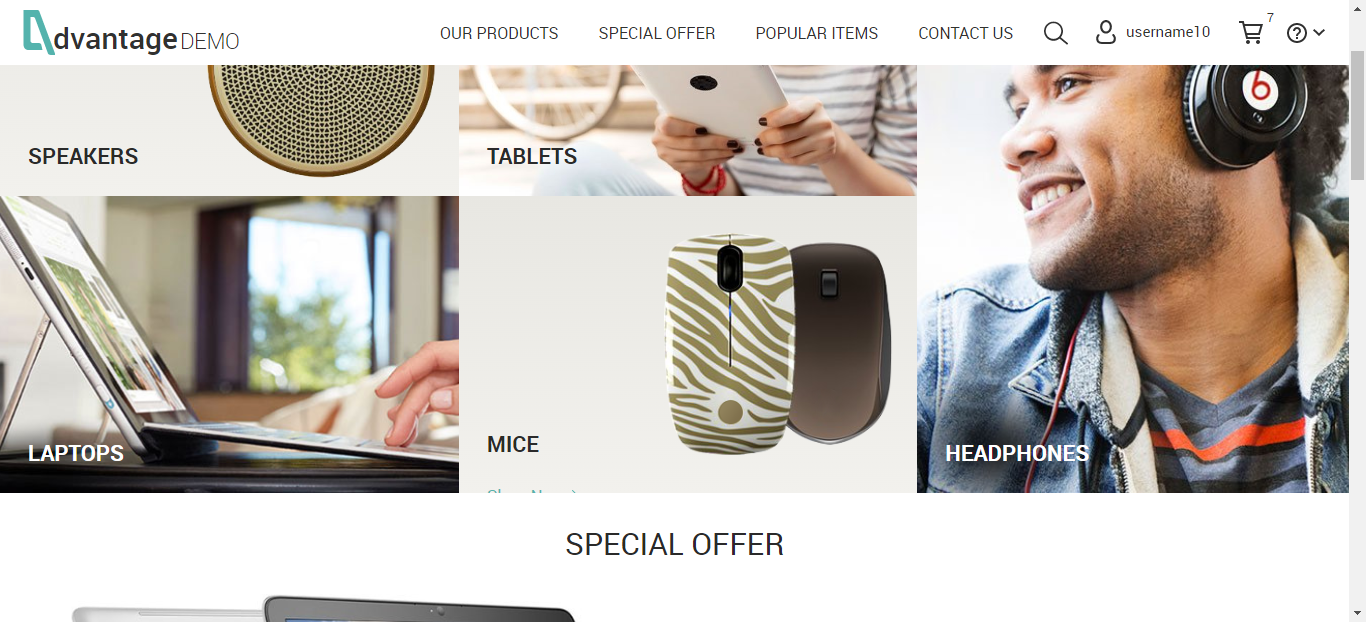 dvantage DEMO
OUR PRODUCTS
SPECIAL OFFER
POPULAR ITEMS
CONTACT US
username10
7
SPEAKERS
TABLETS
LAPTOPS
MICE
HEADPHONES
SPECIAL OFFER